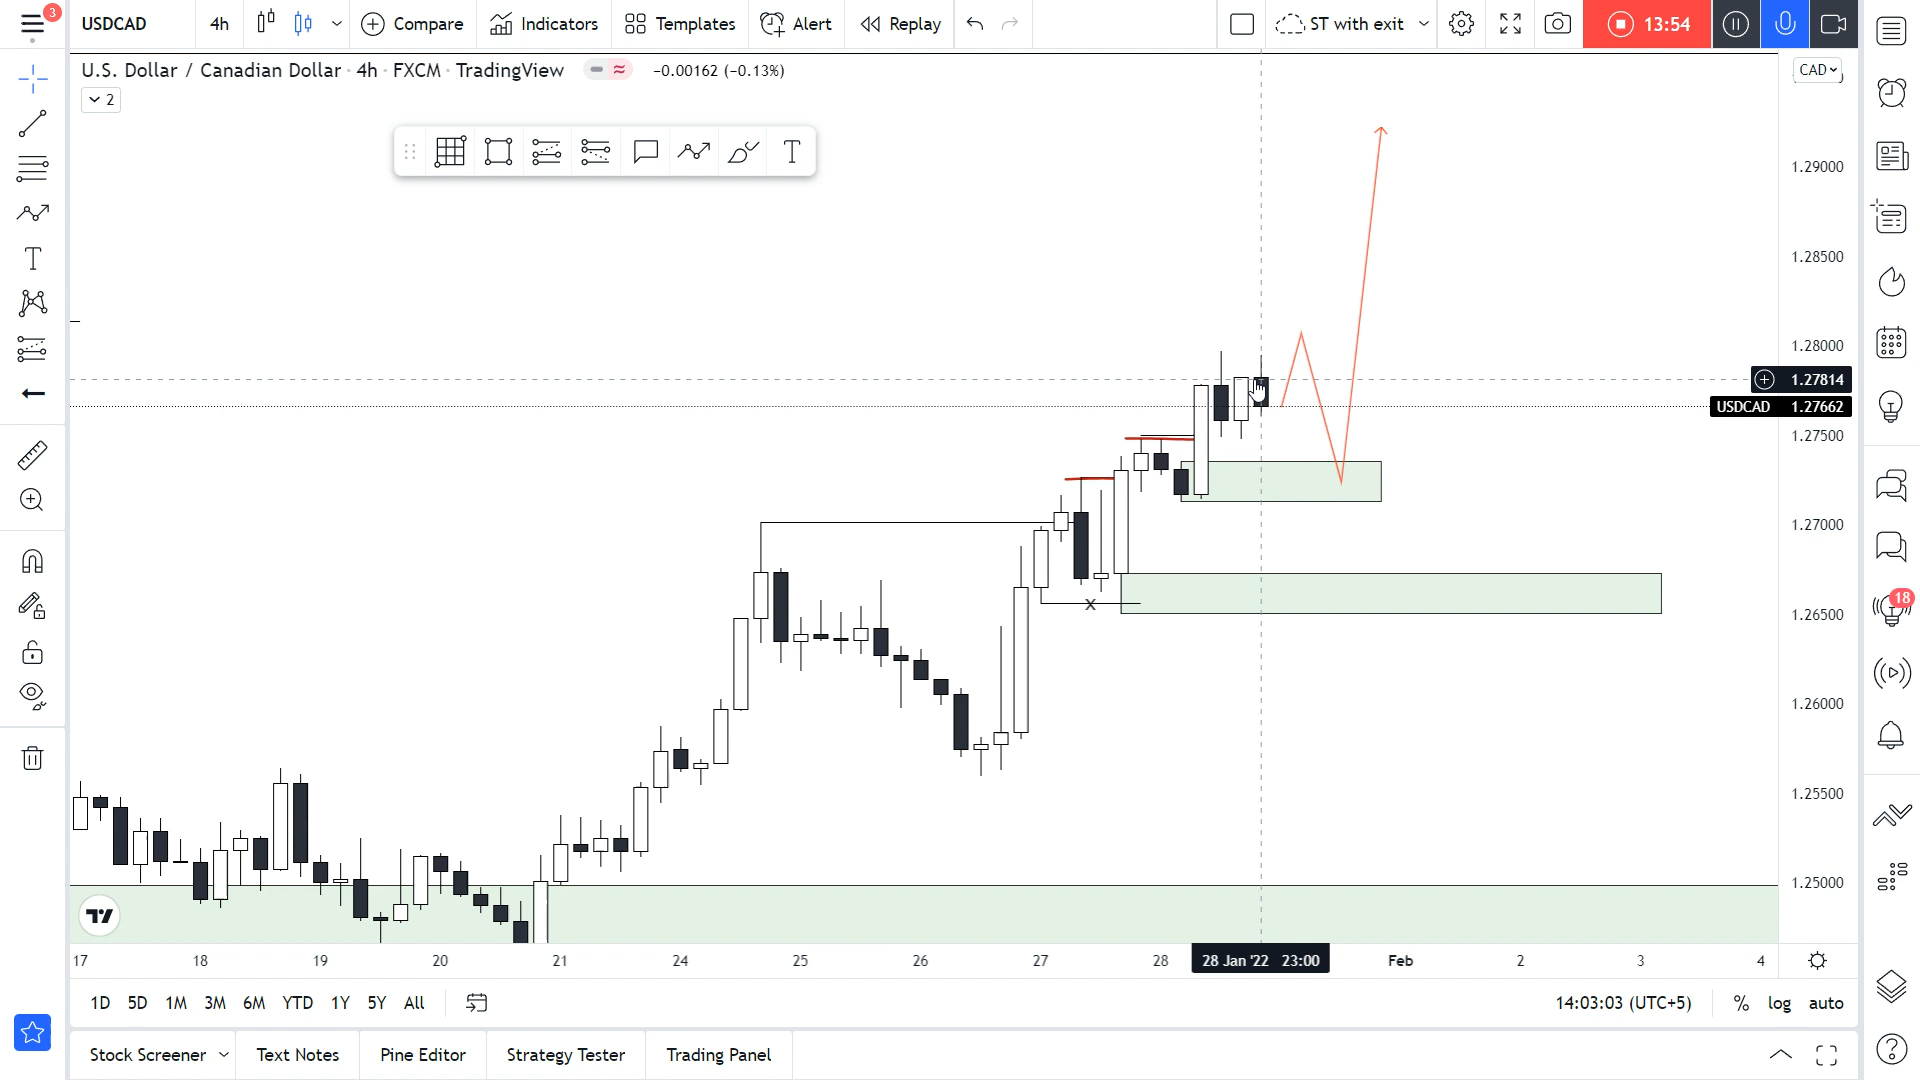 3
USDCAD
4h
Compare
Indicators
Templates
Alert
Replay
ST with exit
13:54
U.S. Dollar / Canadian Dollar · 4h · FXCM · TradingView
−0.00162 (−0.13%)
CAD
2
1.29000
1.28500
1.28000
1.27814
USDCAD 1.27662
1.27500
1.27000
1.26500
1.26000
1.25500
1.25000
x
18
17 18 19 20 21 24 25 26 27 28 28 Jan '22 23:00 Feb 2 3 4
1D 5D 1M 3M 6M YTD 1Y 5Y All
14:03:03 (UTC+5)
% log auto
Stock Screener
Text Notes
Pine Editor
Strategy Tester
Trading Panel